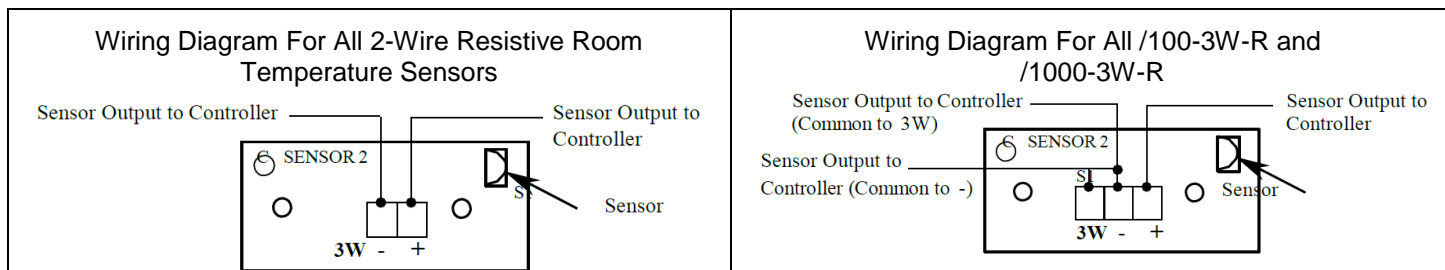 Wiring Diagram For All 2-Wire Resistive Room
Temperature Sensors
Sensor Output to Controller
Sensor Output to
Controller
C SENSOR 2
Sensor
3W - +
Wiring Diagram For All /100-3W-R and
/1000-3W-R
Sensor Output to Controller
(Common to 3W)
Sensor Output to
Controller
C SENSOR 2
Sensor Output to
Controller (Common to -)
S1
Sensor
3W - +